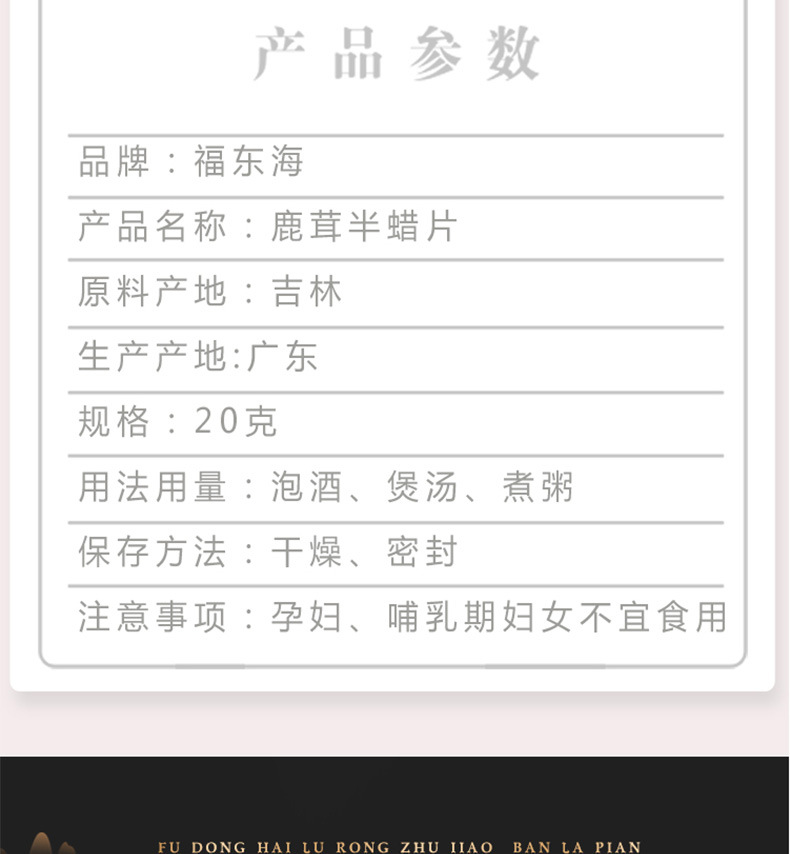 产品参数
品牌：福东海
产品名称：鹿茸半蜡片
原料产地：吉林
生产产地:广东
规格：20克
用法用量：泡酒、煲汤、煮粥
保存方法：干燥、密封
注意事项：孕妇、哺乳期妇女不宜食用
FU DONG HAI LU RONG ZHU JIAO BAN LA PIAN